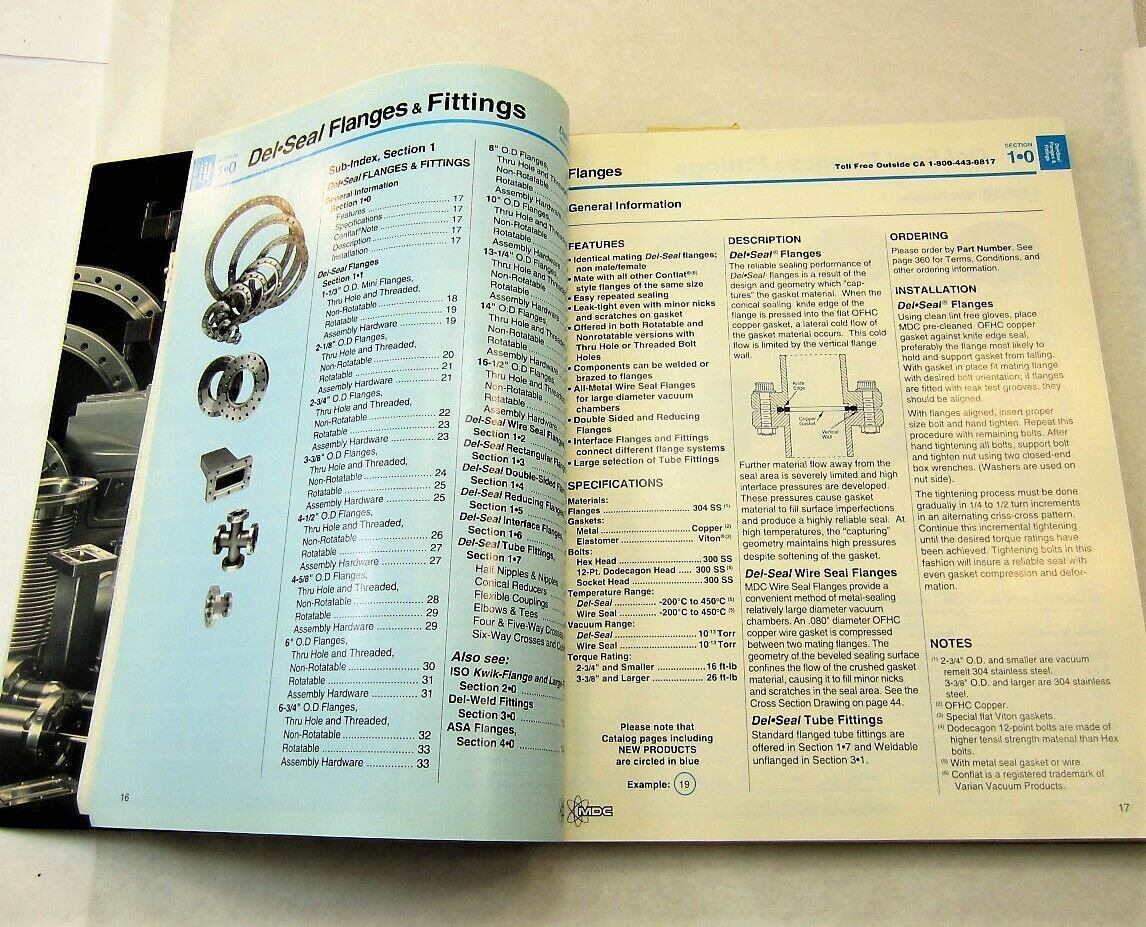 Del•Seal Flanges & Fittings
SECTION
1•0
Sub-Index, Section 1
Del•Seal FLANGES & FITTINGS
General Information
Section 1•0
Features ........ 17
Specifications ........ 17
Conflat®Note ........ 17
Description ........ 17
Installation ........ 17
Del-Seal Flanges
Section 1•1
1-1/3" O.D. Mini Flanges,
Thru Hole and Threaded,
Non-Rotatable ........ 18
Rotatable ........ 19
Assembly Hardware ........ 19
2-1/8" O.D Flanges,
Thru Hole and Threaded,
Non-Rotatable ........ 20
Rotatable ........ 21
Assembly Hardware ........ 21
2-3/4" O.D Flanges,
Thru Hole and Threaded,
Non-Rotatable ........ 22
Rotatable ........ 23
Assembly Hardware ........ 23
3-3/8" O.D Flanges,
Thru Hole and Threaded,
Non-Rotatable ........ 24
Rotatable ........ 25
Assembly Hardware ........ 25
4-1/2" O.D Flanges,
Thru Hole and Threaded,
Non-Rotatable ........ 26
Rotatable ........ 27
Assembly Hardware ........ 27
4-5/8" O.D Flanges,
Thru Hole and Threaded,
Non-Rotatable ........ 28
Rotatable ........ 29
Assembly Hardware ........ 29
6" O.D Flanges,
Thru Hole and Threaded,
Non-Rotatable ........ 30
Rotatable ........ 31
Assembly Hardware ........ 31
6-3/4" O.D Flanges,
Thru Hole and Threaded,
Non-Rotatable ........ 32
Rotatable ........ 33
Assembly Hardware ........ 33
8" O.D Flanges,
Thru Hole and
Non-Rotatable
Rotatable
Assembly Hardware
10" O.D Flanges,
Thru Hole and
Non-Rotatable
Rotatable
Assembly Hardware
13-1/4" O.D Flanges,
Thru Hole and
Non-Rotatable
Rotatable
Assembly Hardware
14" O.D Flanges,
Thru Hole and
Non-Rotatable
Rotatable
Assembly Hardware
16-1/2" O.D Flanges,
Thru Hole and
Non-Rotatable
Rotatable
Assembly Hardware
Del-Seal Wire Seal
Section 1•2
Del-Seal Rectangular
Section 1•3
Del-Seal Double-Sided
Section 1•4
Del-Seal Reducing
Section 1•5
Del-Seal Interface
Section 1•6
Del-Seal Tube Fittings,
Section 1•7
Half Nipples & Nipples
Conical Reducers
Flexible Couplings
Elbows & Tees
Four & Five-Way
Six-Way Crosses and
Also see:
ISO Kwik-Flange and
Section 2•0
Del-Weld Fittings
Section 3•0
ASA Flanges,
Section 4•0
16
Flanges
Toll Free Outside CA 1-800-443-8817
SECTION
1•0
Del•Seal
Flanges &
Fittings
General Information
FEATURES
• Identical mating Del-Seal flanges;
non male/female
• Mate with all other Conflat®(6)
style flanges of the same size
• Easy repeated sealing
• Leak-tight even with minor nicks
and scratches on gasket
• Offered in both Rotatable and
Nonrotatable versions with
Thru Hole or Threaded Bolt
Holes
• Components can be welded or
brazed to flanges
• All-Metal Wire Seal Flanges
for large diameter vacuum
chambers
• Double Sided and Reducing
Flanges
• Interface Flanges and Fittings
connect different flange systems
• Large selection of Tube Fittings
SPECIFICATIONS
Materials:
Flanges ........ 304 SS (1)
Gaskets:
Metal ........ Copper (2)
Elastomer ........ Viton®(3)
Bolts:
Hex Head ........ 300 SS
12-Pt. Dodecagon Head ..... 300 SS (4)
Socket Head ........ 300 SS
Temperature Range:
Del-Seal ........ -200°C to 450°C (5)
Wire Seal ........ -200°C to 450°C (5)
Vacuum Range:
Del-Seal ........ 10-13 Torr
Wire Seal ........ 10-13 Torr
Torque Rating:
2-3/4" and Smaller ........ 16 ft-lb
3-3/8" and Larger ........ 26 ft-lb
Please note that
Catalog pages including
NEW PRODUCTS
are circled in blue
Example: 19
MDC
DESCRIPTION
Del•Seal® Flanges
The reliable sealing performance of
Del•Seal flanges is a result of the
design and geometry which "cap-
tures" the gasket material. When the
conical sealing knife edge of the
flange is pressed into the flat OFHC
copper gasket, a lateral cold flow of
the gasket material occurs. This cold
flow is limited by the vertical flange
wall.
Knife
Edge
Copper
Gasket
Vertical
Wall
Further material flow away from the
seal area is severely limited and high
interface pressures are developed.
These pressures cause gasket
material to fill surface imperfections
and produce a highly reliable seal. At
high temperatures, the "capturing"
geometry maintains high pressures
despite softening of the gasket.
Del-Seal Wire Seal Flanges
MDC Wire Seal Flanges provide a
convenient method of metal-sealing
relatively large diameter vacuum
chambers. An .080" diameter OFHC
copper wire gasket is compressed
between two mating flanges. The
geometry of the beveled sealing surface
confines the flow of the crushed gasket
material, causing it to fill minor nicks
and scratches in the seal area. See the
Cross Section Drawing on page 44.
Del•Seal Tube Fittings
Standard flanged tube fittings are
offered in Section 1•7 and Weldable
unflanged in Section 3•1.
ORDERING
Please order by Part Number. See
page 360 for Terms, Conditions, and
other ordering information.
INSTALLATION
Del•Seal® Flanges
Using clean lint free gloves, place
MDC pre-cleaned OFHC copper
gasket against knife edge seal,
preferably the flange most likely to
hold and support gasket from falling.
With gasket in place fit mating flange
with desired bolt orientation; if flanges
are fitted with leak test grooves, they
should be aligned.
With flanges aligned, insert proper
size bolt and hand tighten. Repeat this
procedure with remaining bolts. After
hand tightening all bolts, support bolt
and tighten nut using two closed-end
box wrenches. (Washers are used on
nut side).
The tightening process must be done
gradually in 1/4 to 1/2 turn increments
in an alternating criss-cross pattern.
Continue this incremental tightening
until the desired torque ratings have
been achieved. Tightening bolts in this
fashion will insure a reliable seal with
even gasket compression and defor-
mation.
NOTES
(1) 2-3/4" O.D. and smaller are vacuum
remelt 304 stainless steel.
3-3/8" O.D. and larger are 304 stainless
steel.
(2) OFHC Copper.
(3) Special flat Viton gaskets.
(4) Dodecagon 12-point bolts are made of
higher tensil strength material than Hex
bolts.
(5) With metal seal gasket or wire.
(6) Conflat is a registered trademark of
Varian Vacuum Products.
17